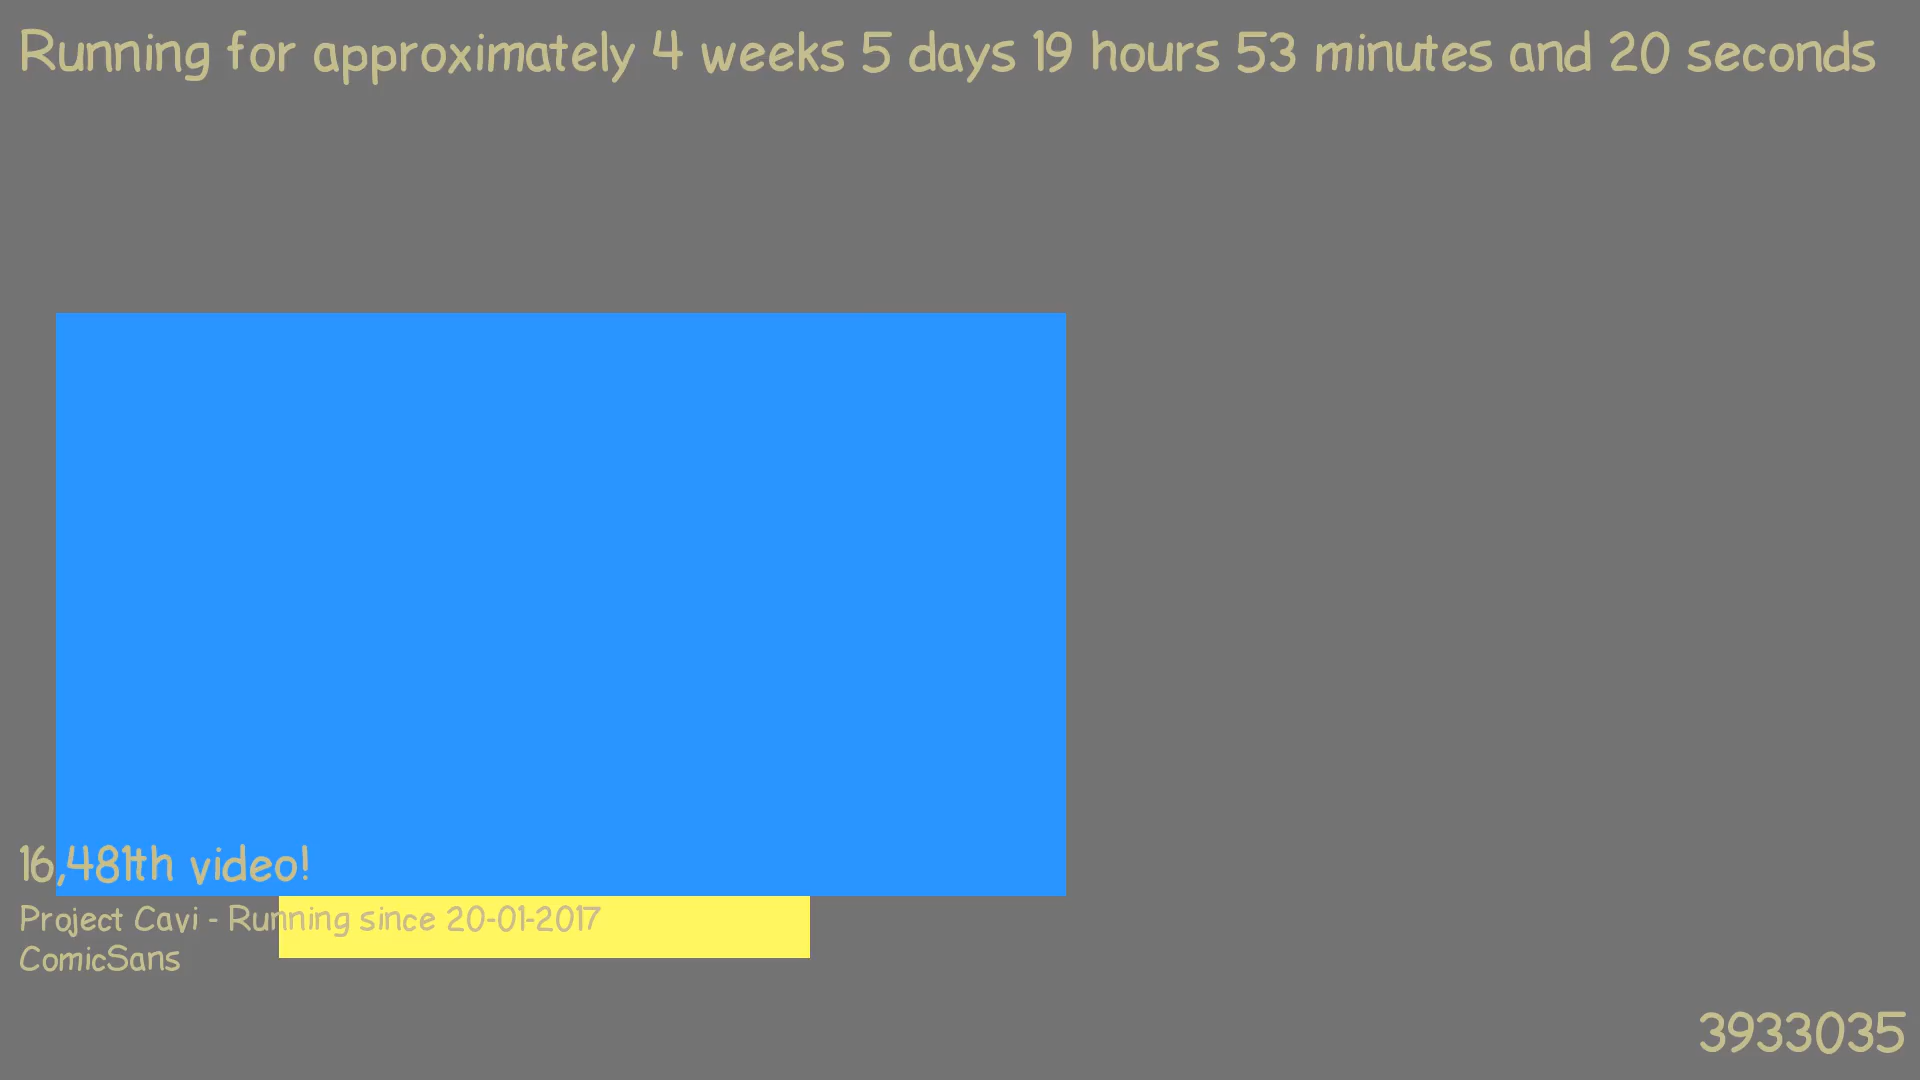 Running for approximately 4 weeks 5 days 19 hours 53 minutes and 20 seconds
16,481th video!
Project Cavi - Running since 20-01-2017
ComicSans
3933035